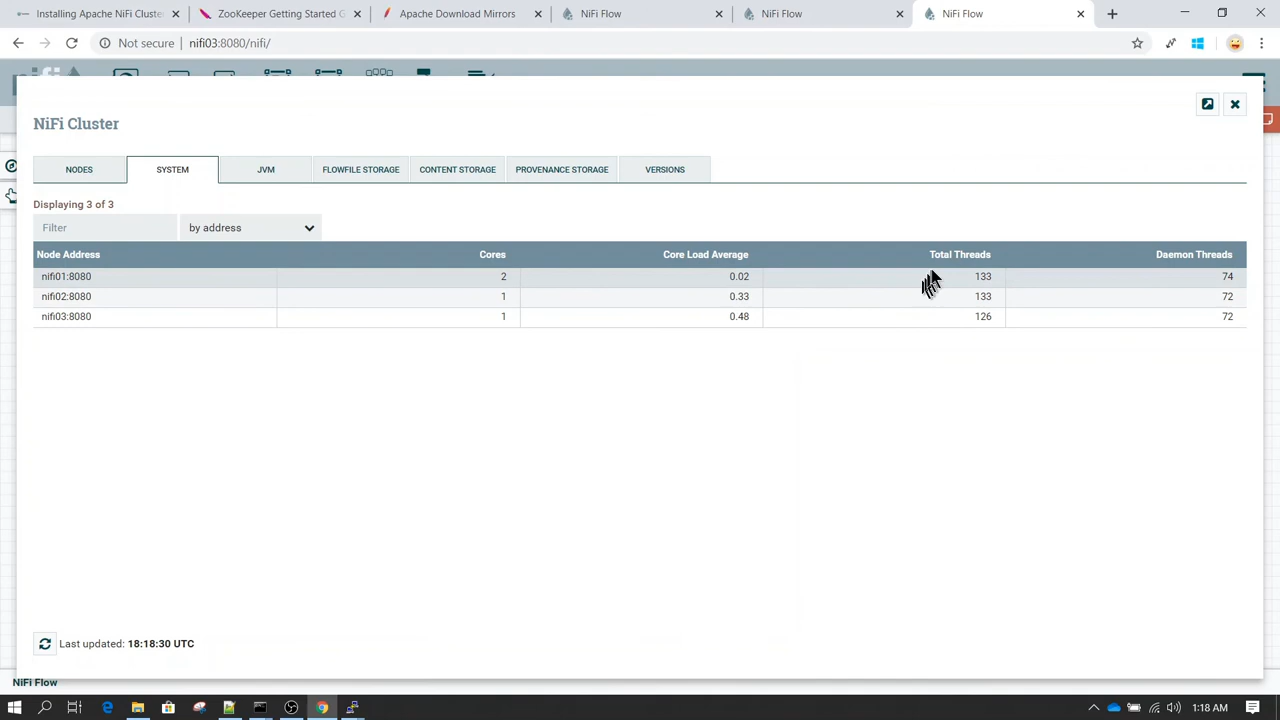 Installing Apache NiFi Cluster
ZooKeeper Getting Started G
Apache Download Mirrors
NiFi Flow
NiFi Flow
NiFi Flow
Not secure | nifi03:8080/nifi/
nifi
NiFi Cluster
NODES
SYSTEM
JVM
FLOWFILE STORAGE
CONTENT STORAGE
PROVENANCE STORAGE
VERSIONS
Displaying 3 of 3
Filter
by address
Node Address Cores Core Load Average Total Threads Daemon Threads
nifi01:8080 2 0.02 133 74
nifi02:8080 1 0.33 133 72
nifi03:8080 1 0.48 126 72
Last updated: 18:18:30 UTC
NiFi Flow
1:18 AM